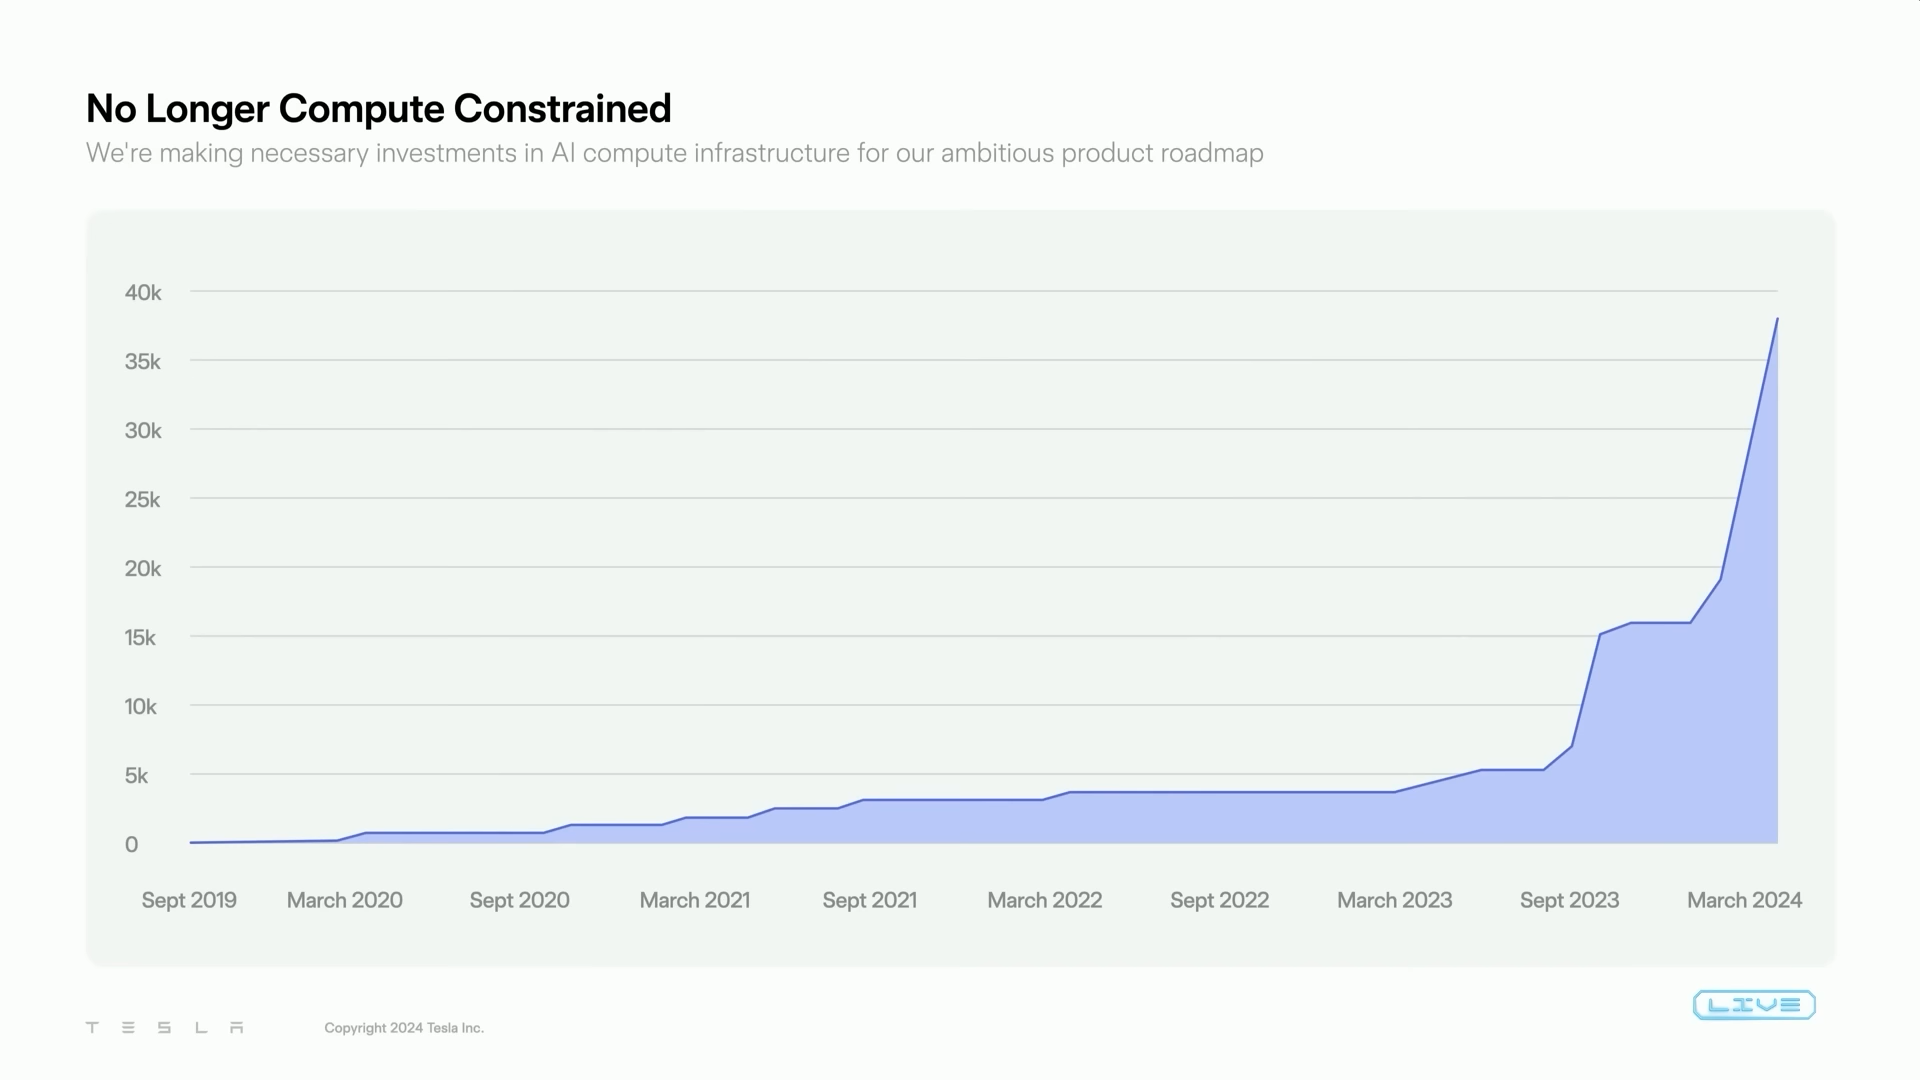 No Longer Compute Constrained
We're making necessary investments in AI compute infrastructure for our ambitious product roadmap
40k
35k
30k
25k
20k
15k
10k
5k
0
Sept 2019 March 2020 Sept 2020 March 2021 Sept 2021 March 2022 Sept 2022 March 2023 Sept 2023 March 2024
LIVE
TESLA Copyright 2024 Tesla Inc.